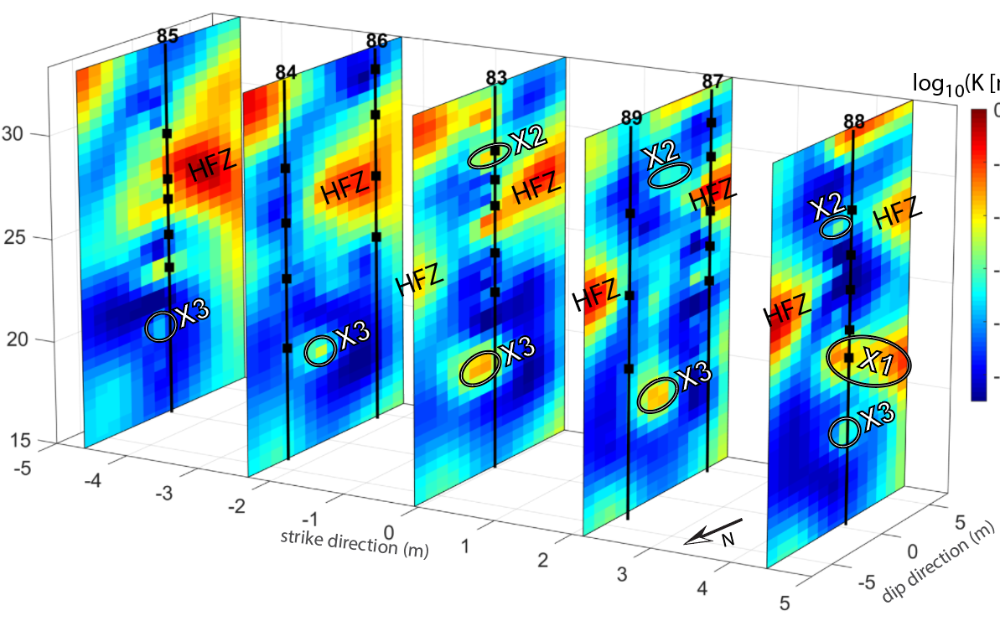 85
86
84
83
87
89
88
log10(K [
0
30
25
20
15
HFZ
HFZ
HFZ
HFZ
HFZ
HFZ
HFZ
HFZ
X2
X2
X2
X3
X3
X3
X3
X3
X1
-5
-4
-3
-2
-1
0
1
2
3
4
5
strike direction (m)
N
-5
0
5
dip direction (m)